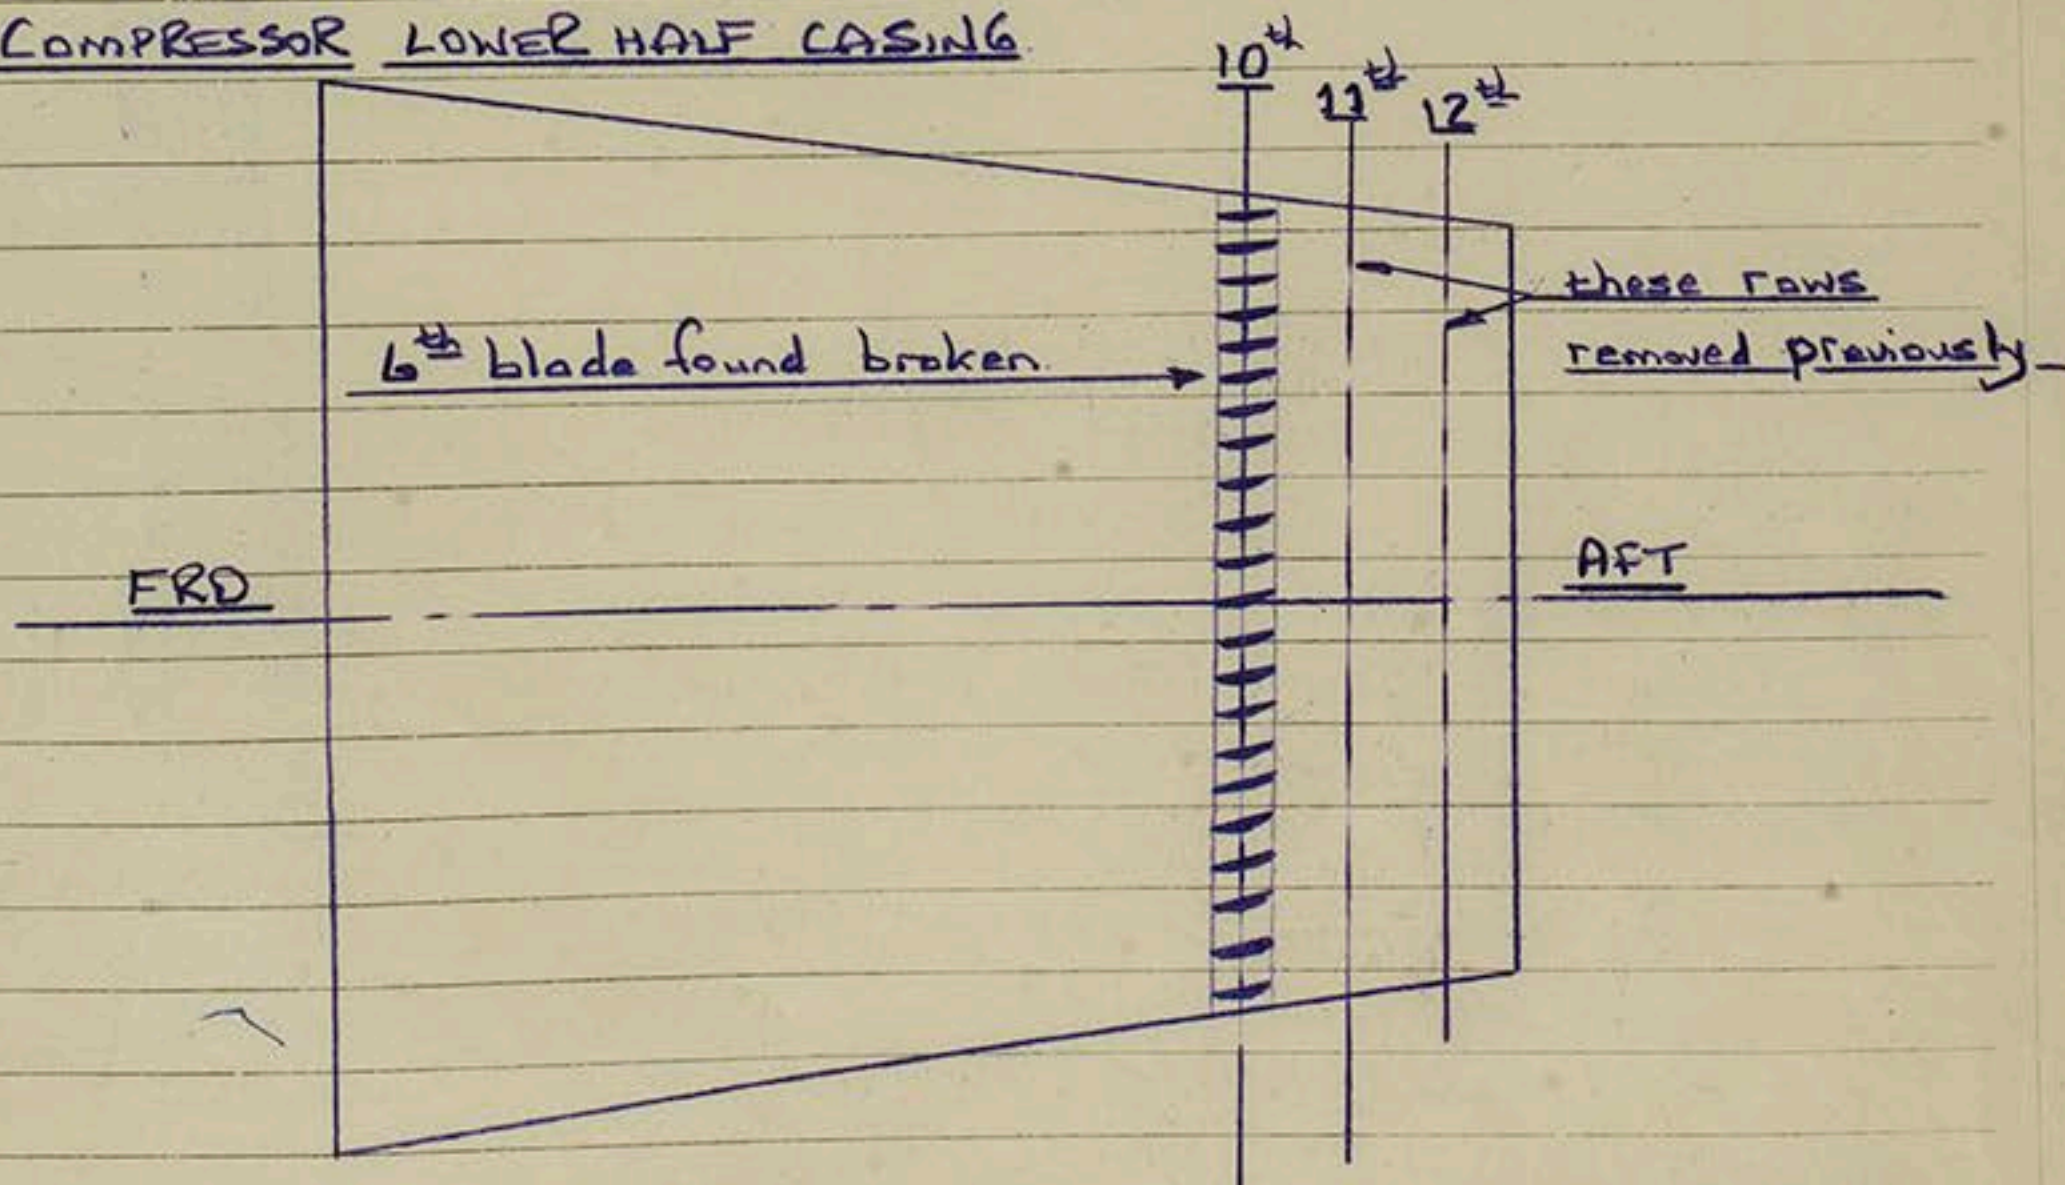 COMPRESSOR LOWER HALF CASING.
10th
11th
12th
these rows
removed previously
6th blade found broken.
FRD
AFT